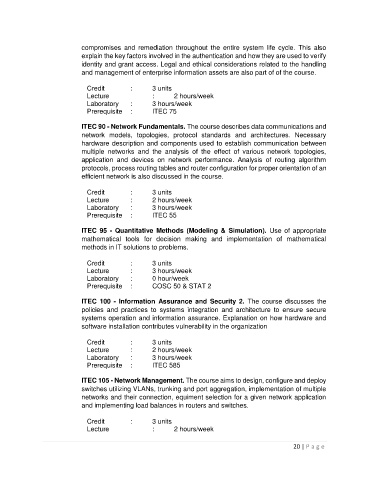 compromises and remediation throughout the entire system life cycle. This also
explain the key factors involved in the authentication and how they are used to verify
identity and grant access. Legal and ethical considerations related to the handling
and management of enterprise information assets are also part of of the course.
Credit : 3 units
Lecture : 2 hours/week
Laboratory : 3 hours/week
Prerequisite : ITEC 75
ITEC 90 - Network Fundamentals. The course describes data communications and
network models, topologies, protocol standards and architectures. Necessary
hardware description and components used to establish communication between
multiple networks and the analysis of the effect of various network topologies,
application and devices on network performance. Analysis of routing algorithm
protocols, process routing tables and router configuration for proper orientation of an
efficient network is also discussed in the course.
Credit : 3 units
Lecture : 2 hours/week
Laboratory : 3 hours/week
Prerequisite : ITEC 55
ITEC 95 - Quantitative Methods (Modeling & Simulation). Use of appropriate
mathematical tools for decision making and implementation of mathematical
methods in IT solutions to problems.
Credit : 3 units
Lecture : 3 hours/week
Laboratory : 0 hour/week
Prerequisite : COSC 50 & STAT 2
ITEC 100 - Information Assurance and Security 2. The course discusses the
policies and practices to systems integration and architecture to ensure secure
systems operation and information assurance. Explanation on how hardware and
software installation contributes vulnerability in the organization
Credit : 3 units
Lecture : 2 hours/week
Laboratory : 3 hours/week
Prerequisite : ITEC 585
ITEC 105 - Network Management. The course aims to design, configure and deploy
switches utilizing VLANs, trunking and port aggregation, implementation of multiple
networks and their connection, equiment selection for a given network application
and implementing load balances in routers and switches.
Credit : 3 units
Lecture : 2 hours/week
20 | Page